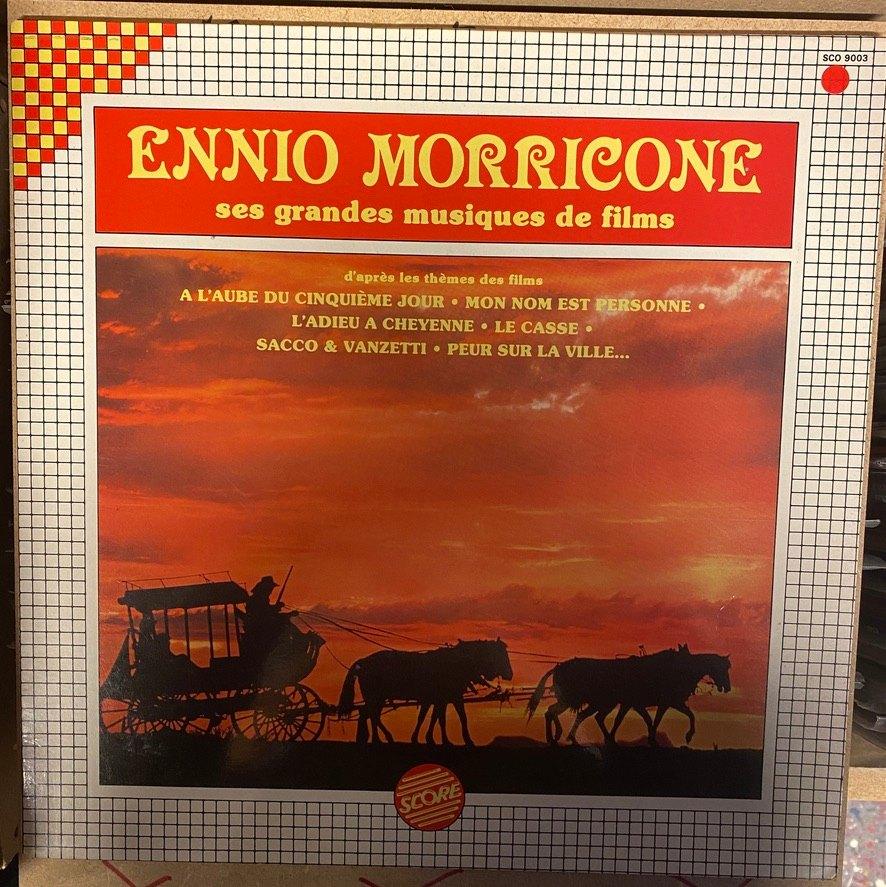 SCO 9003
ENNIO MORRICONE
ses grandes musiques de films
d'après les thèmes des films
A L'AUBE DU CINQUIÈME JOUR • MON NOM EST PERSONNE •
L'ADIEU A CHEYENNE • LE CASSE •
SACCO & VANZETTI • PEUR SUR LA VILLE...
SCORE